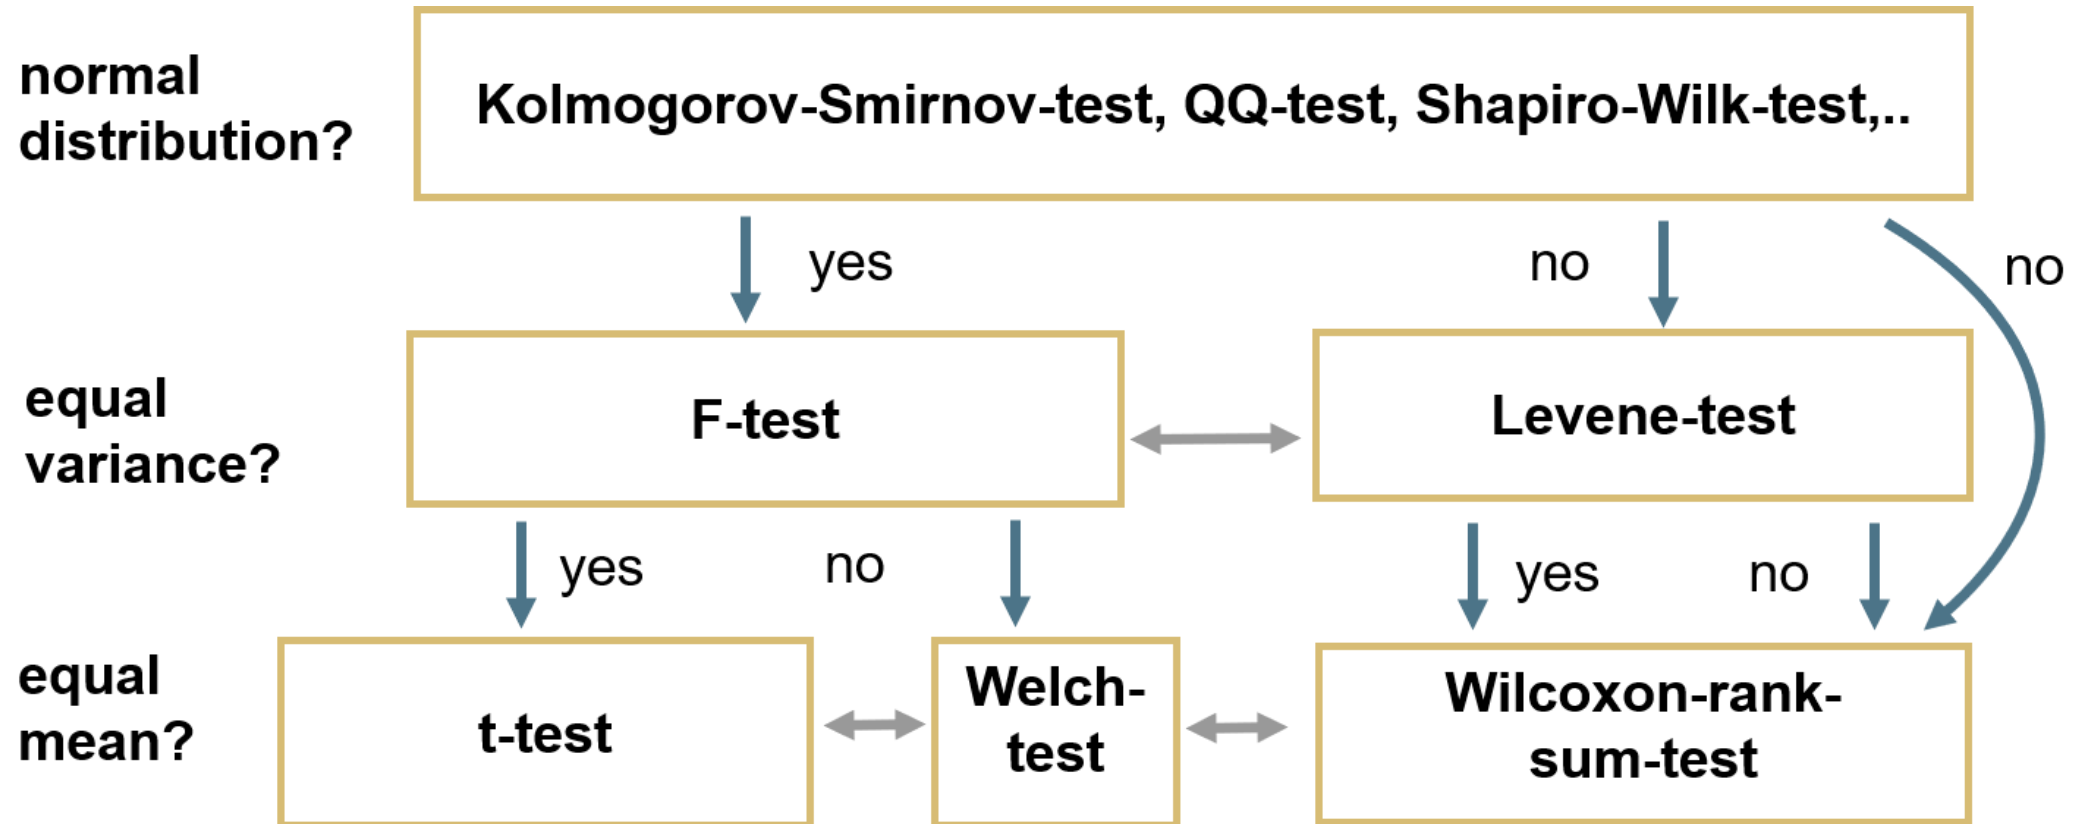 normal
distribution?
Kolmogorov-Smirnov-test, QQ-test, Shapiro-Wilk-test,..
yes
no
no
equal
variance?
F-test
Levene-test
yes
no
yes
no
equal
mean?
t-test
Welch-
test
Wilcoxon-rank-
sum-test